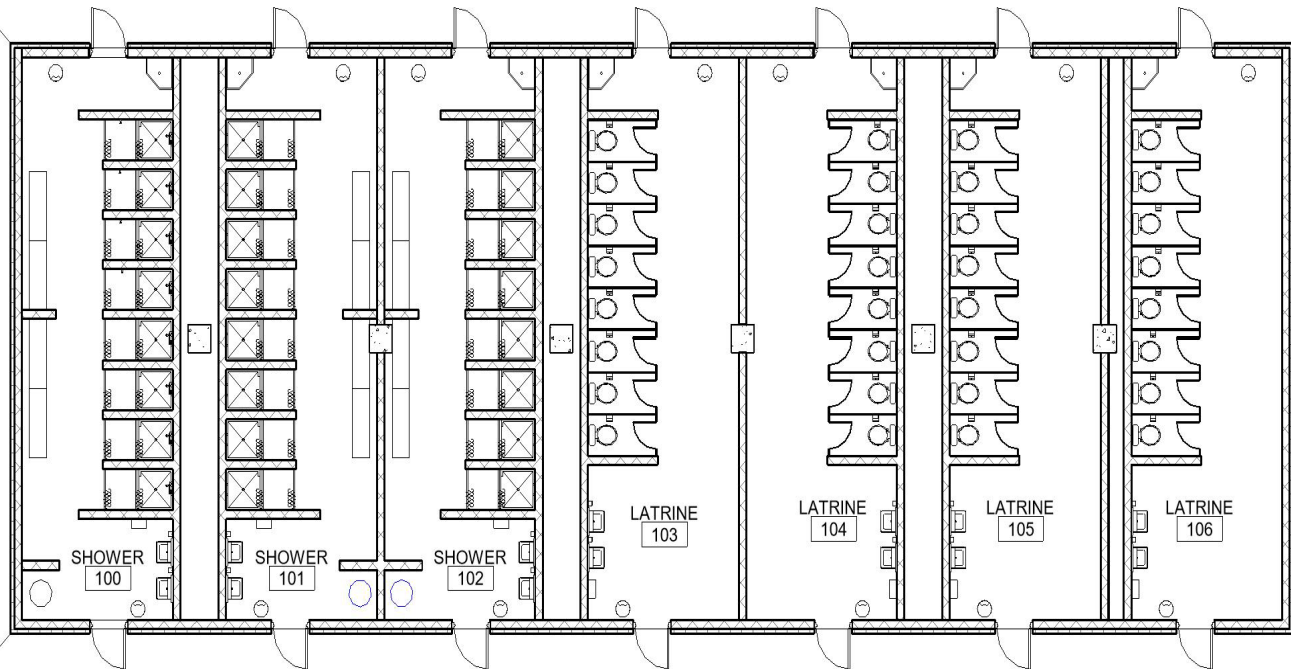 SHOWER
100
SHOWER
101
SHOWER
102
LATRINE
103
LATRINE
104
LATRINE
105
LATRINE
106